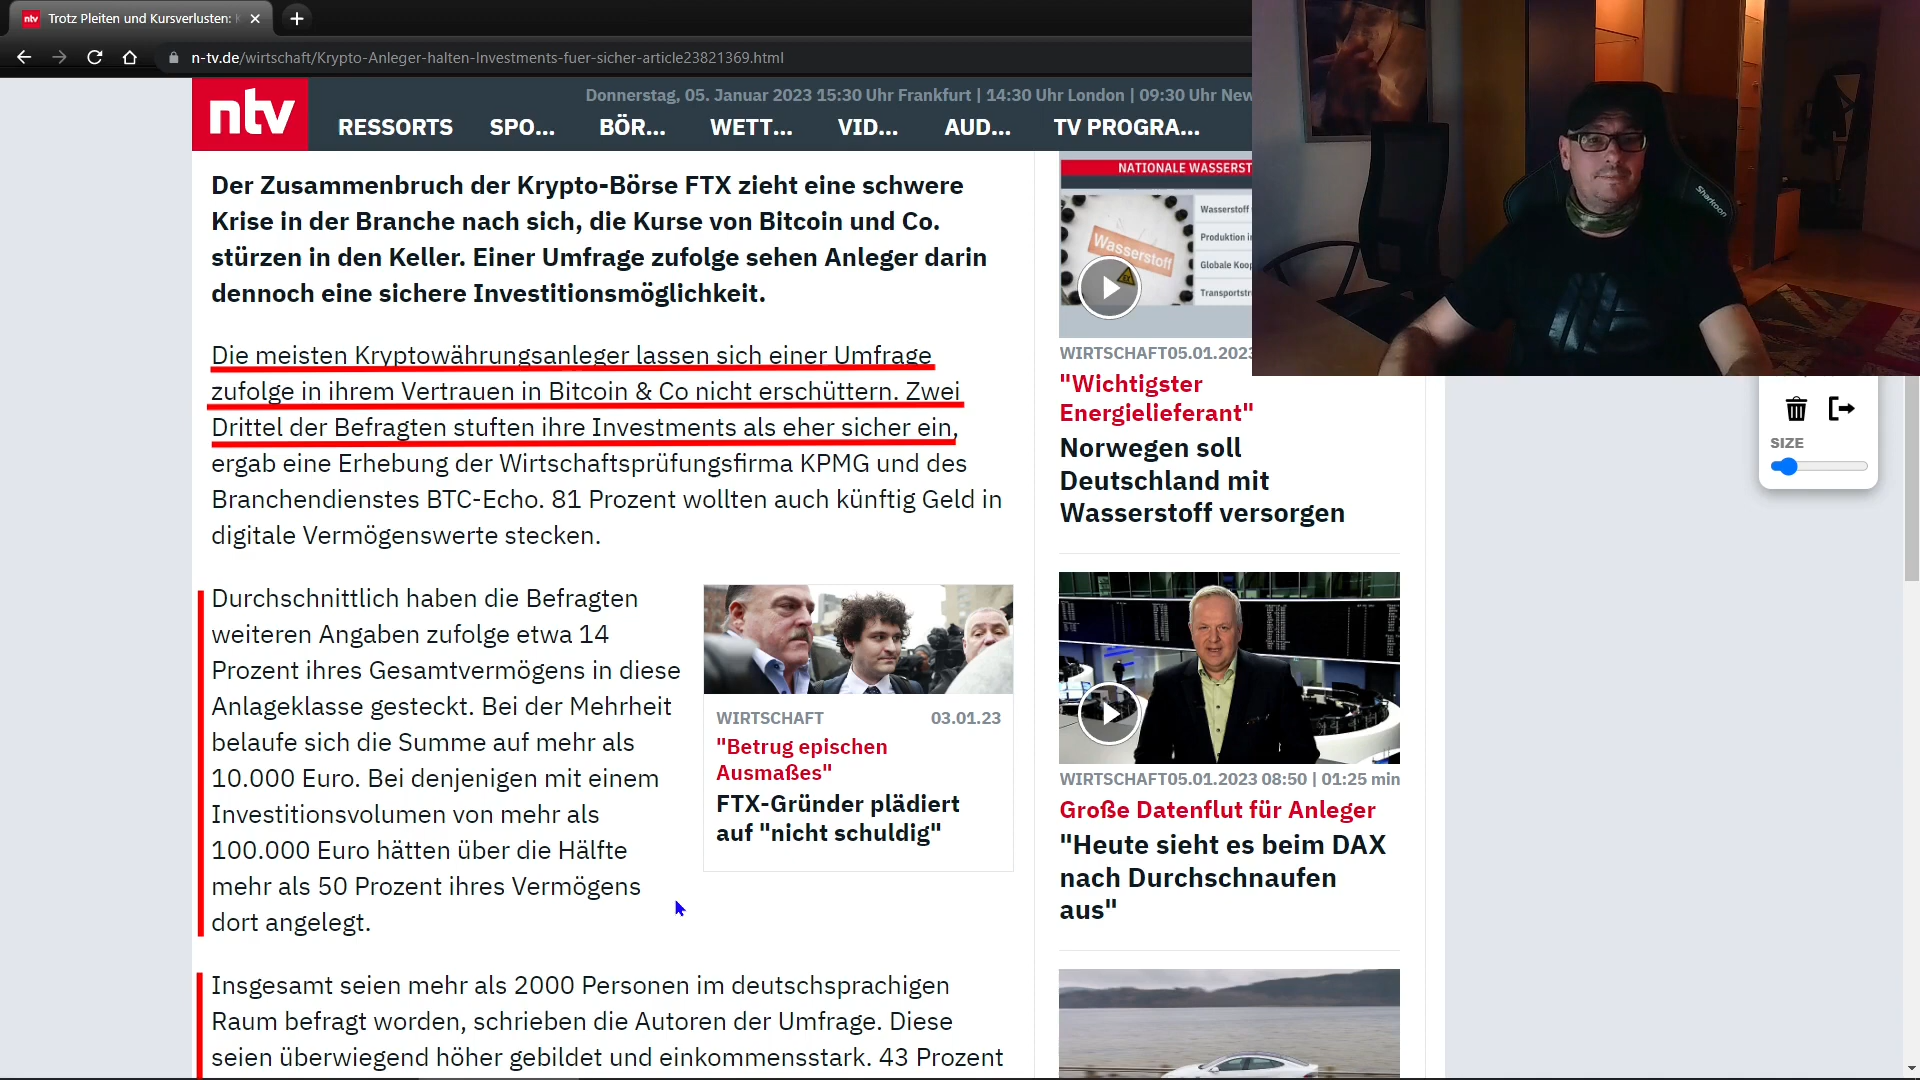 ntv
Trotz Pleiten und Kursverlusten:
n-tv.de/wirtschaft/Krypto-Anleger-halten-Investments-fuer-sicher-article23821369.html
ntv
Donnerstag, 05. Januar 2023 15:30 Uhr Frankfurt | 14:30 Uhr London | 09:30 Uhr New
RESSORTS SPO... BÖR... WETT... VID... AUD... TV PROGRA...
Der Zusammenbruch der Krypto-Börse FTX zieht eine schwere
Krise in der Branche nach sich, die Kurse von Bitcoin und Co.
stürzen in den Keller. Einer Umfrage zufolge sehen Anleger darin
dennoch eine sichere Investitionsmöglichkeit.
Die meisten Kryptowährungsanleger lassen sich einer Umfrage
zufolge in ihrem Vertrauen in Bitcoin & Co nicht erschüttern. Zwei
Drittel der Befragten stuften ihre Investments als eher sicher ein,
ergab eine Erhebung der Wirtschaftsprüfungsfirma KPMG und des
Branchendienstes BTC-Echo. 81 Prozent wollten auch künftig Geld in
digitale Vermögenswerte stecken.
Durchschnittlich haben die Befragten
weiteren Angaben zufolge etwa 14
Prozent ihres Gesamtvermögens in diese
Anlageklasse gesteckt. Bei der Mehrheit
belaufe sich die Summe auf mehr als
10.000 Euro. Bei denjenigen mit einem
Investitionsvolumen von mehr als
100.000 Euro hätten über die Hälfte
mehr als 50 Prozent ihres Vermögens
dort angelegt.
WIRTSCHAFT 03.01.23
"Betrug epischen
Ausmaßes"
FTX-Gründer plädiert
auf "nicht schuldig"
Insgesamt seien mehr als 2000 Personen im deutschsprachigen
Raum befragt worden, schrieben die Autoren der Umfrage. Diese
seien überwiegend höher gebildet und einkommensstark. 43 Prozent
NATIONALE WASSERST
Wasserstoff
Wasserstoff
Produktion in
Globale Koop
Transportstr
WIRTSCHAFT05.01.2023
"Wichtigster
Energielieferant"
Norwegen soll
Deutschland mit
Wasserstoff versorgen
WIRTSCHAFT05.01.2023 08:50 | 01:25 min
Große Datenflut für Anleger
"Heute sieht es beim DAX
nach Durchschnaufen
aus"
Sharkoon
SIZE